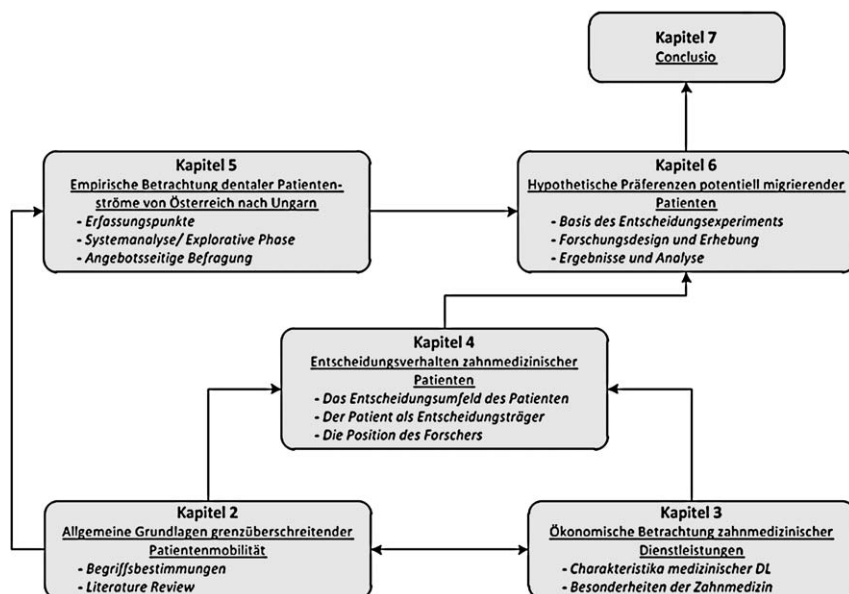 Kapitel 7
Conclusio
Kapitel 5
Empirische Betrachtung dentaler Patienten-
ströme von Österreich nach Ungarn
- Erfassungspunkte
- Systemanalyse/ Explorative Phase
- Angebotsseitige Befragung
Kapitel 6
Hypothetische Präferenzen potentiell migrierender
Patienten
- Basis des Entscheidungsexperiments
- Forschungsdesign und Erhebung
- Ergebnisse und Analyse
Kapitel 4
Entscheidungsverhalten zahnmedizinischer
Patienten
- Das Entscheidungsumfeld des Patienten
- Der Patient als Entscheidungsträger
- Die Position des Forschers
Kapitel 2
Allgemeine Grundlagen grenzüberschreitender
Patientenmobilität
- Begriffsbestimmungen
- Literature Review
Kapitel 3
Ökonomische Betrachtung zahnmedizinischer
Dienstleistungen
- Charakteristika medizinischer DL
- Besonderheiten der Zahnmedizin